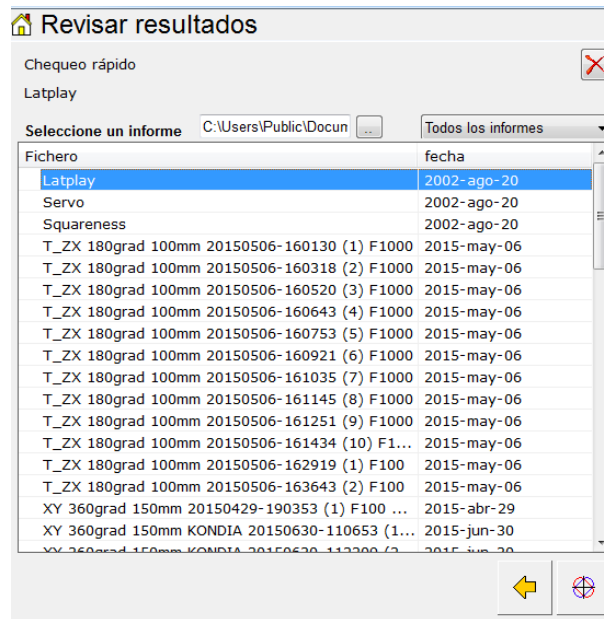 Revisar resultados
Chequeo rápido
Latplay
Seleccione un informe C:\Users\Public\Docun .. Todos los informes
Fichero fecha
Latplay 2002-ago-20
Servo 2002-ago-20
Squareness 2002-ago-20
T_ZX 180grad 100mm 20150506-160130 (1) F1000 2015-may-06
T_ZX 180grad 100mm 20150506-160318 (2) F1000 2015-may-06
T_ZX 180grad 100mm 20150506-160520 (3) F1000 2015-may-06
T_ZX 180grad 100mm 20150506-160643 (4) F1000 2015-may-06
T_ZX 180grad 100mm 20150506-160753 (5) F1000 2015-may-06
T_ZX 180grad 100mm 20150506-160921 (6) F1000 2015-may-06
T_ZX 180grad 100mm 20150506-161035 (7) F1000 2015-may-06
T_ZX 180grad 100mm 20150506-161145 (8) F1000 2015-may-06
T_ZX 180grad 100mm 20150506-161251 (9) F1000 2015-may-06
T_ZX 180grad 100mm 20150506-161434 (10) F1... 2015-may-06
T_ZX 180grad 100mm 20150506-162919 (1) F100 2015-may-06
T_ZX 180grad 100mm 20150506-163643 (2) F100 2015-may-06
XY 360grad 150mm 20150429-190353 (1) F100 ... 2015-abr-29
XY 360grad 150mm KONDIA 20150630-110653 (1... 2015-jun-30
XY 360grad 150mm KONDIA 2015-jun-30